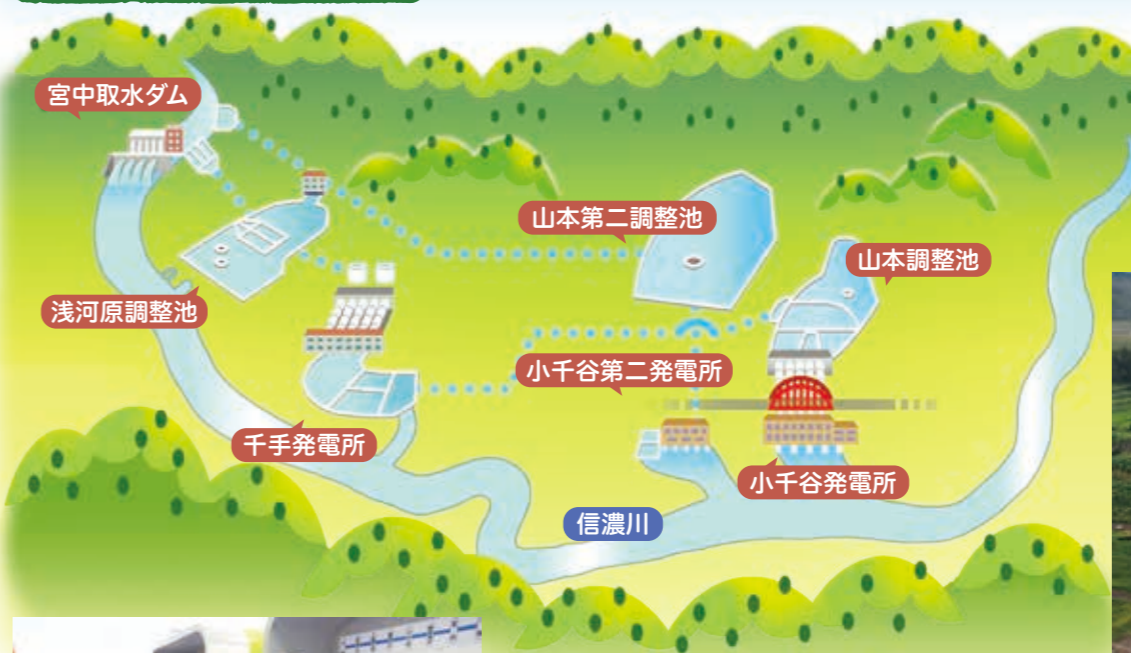 宮中取水ダム
山本第二調整池
山本調整池
浅河原調整池
小千谷第二発電所
千手発電所
小千谷発電所
信濃川